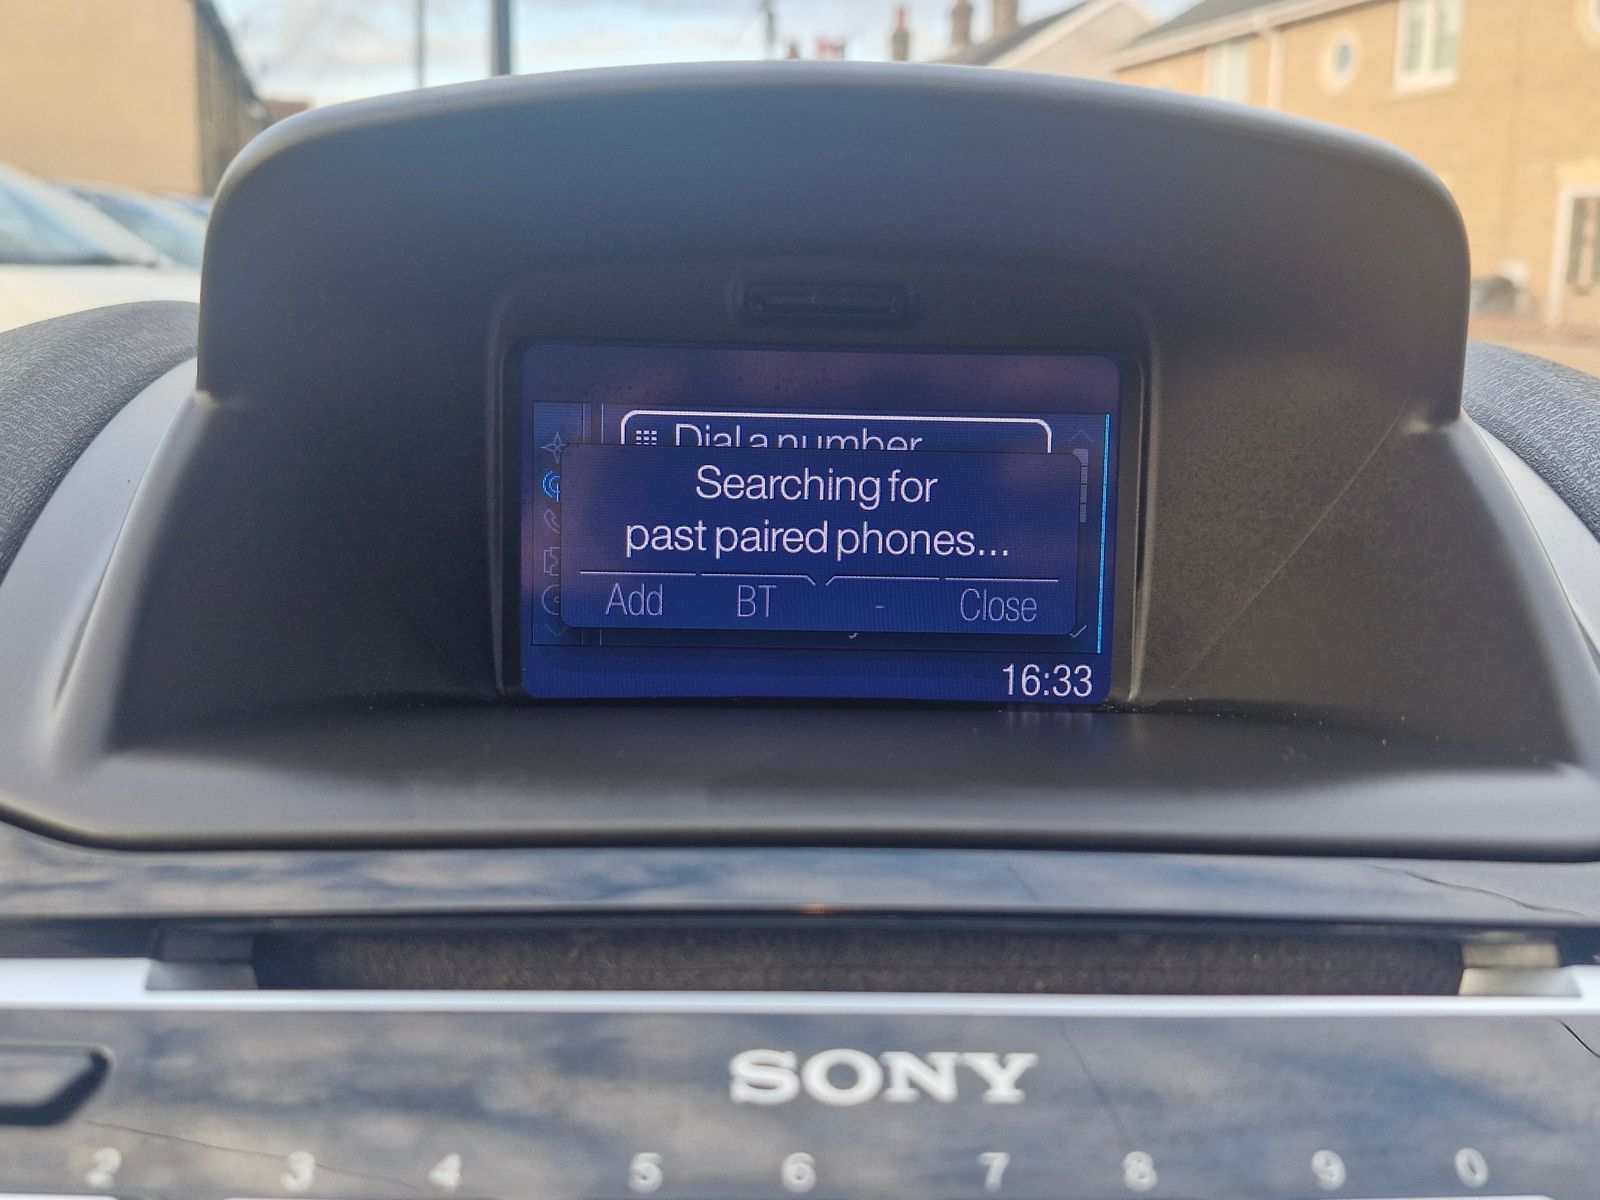 Dial a number
Searching for
past paired phones...
Add BT - Close
16:33
SONY
2 3 4 5 6 7 8 9 0